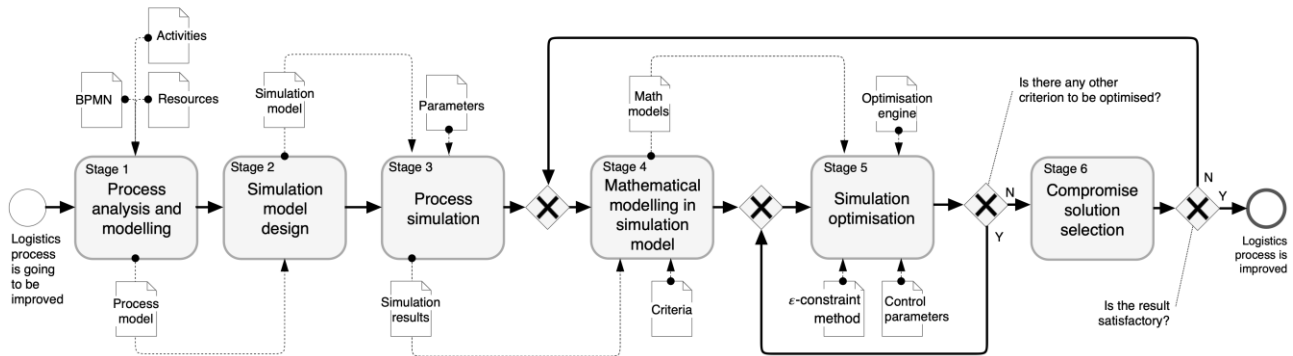 Activities
BPMN
Resources
Simulation
model
Parameters
Math
models
Optimisation
engine
Is there any other
criterion to be optimised?
Stage 1
Process
analysis and
modelling
Stage 2
Simulation
model
design
Stage 3
Process
simulation
Stage 4
Mathematical
modelling in
simulation
model
Stage 5
Simulation
optimisation
N
Y
Stage 6
Compromise
solution
selection
N
Y
Logistics
process
is going
to be
improved
Logistics
process is
improved
Process
model
Simulation
results
Criteria
ε-constraint
method
Control
parameters
Is the result
satisfactory?